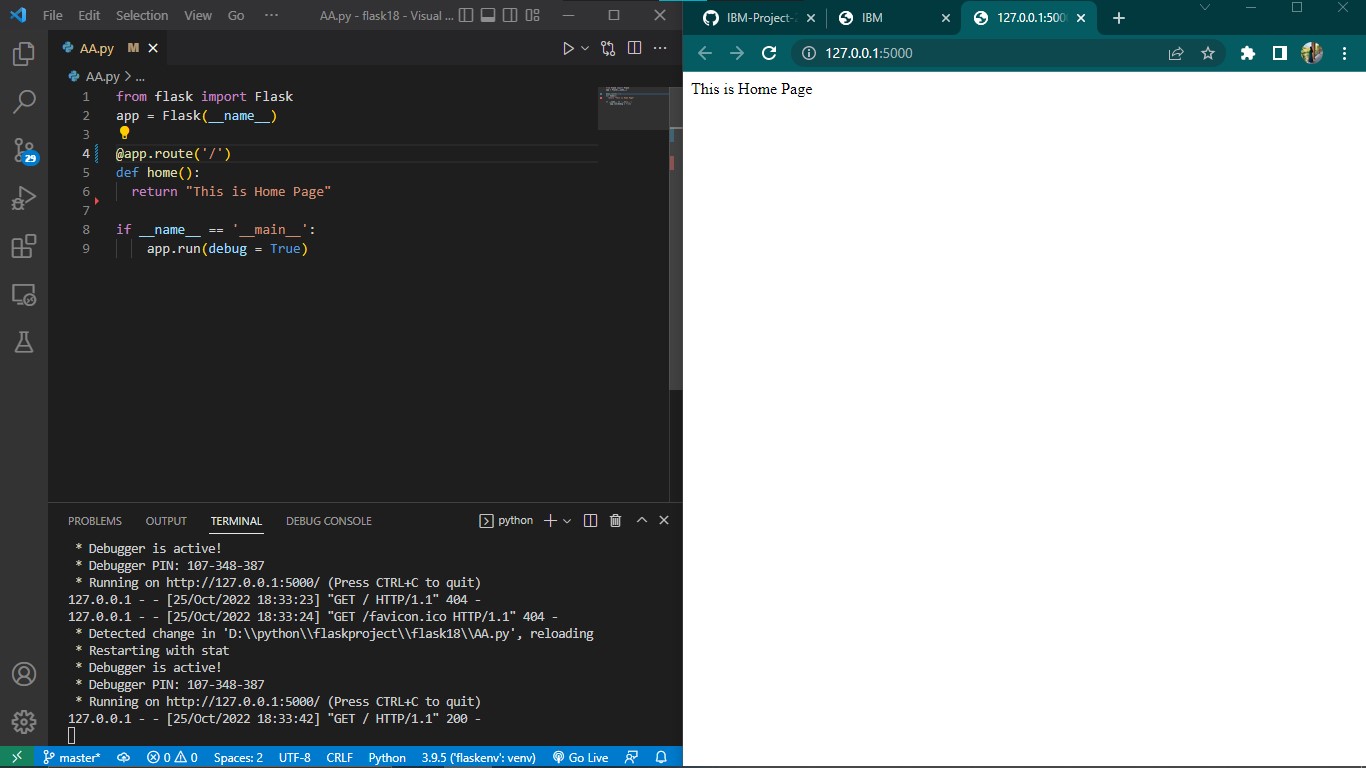 File Edit Selection View Go ··· AA.py - flask18 - Visual ...
AA.py M
AA.py > ...
1 from flask import Flask
2 app = Flask(__name__)
3
4 @app.route('/')
5 def home():
6 return "This is Home Page"
7
8 if __name__ == '__main__':
9 app.run(debug = True)
29
PROBLEMS OUTPUT TERMINAL DEBUG CONSOLE python
* Debugger is active!
* Debugger PIN: 107-348-387
* Running on http://127.0.0.1:5000/ (Press CTRL+C to quit)
127.0.0.1 - - [25/Oct/2022 18:33:23] "GET / HTTP/1.1" 404 -
127.0.0.1 - - [25/Oct/2022 18:33:24] "GET /favicon.ico HTTP/1.1" 404 -
* Detected change in 'D:\\python\\flaskproject\\flask18\\AA.py', reloading
* Restarting with stat
* Debugger is active!
* Debugger PIN: 107-348-387
* Running on http://127.0.0.1:5000/ (Press CTRL+C to quit)
127.0.0.1 - - [25/Oct/2022 18:33:42] "GET / HTTP/1.1" 200 -
master* 0 0 Spaces: 2 UTF-8 CRLF Python 3.9.5 ('flaskenv': venv) Go Live
IBM-Project- IBM 127.0.0.1:500
127.0.0.1:5000
This is Home Page